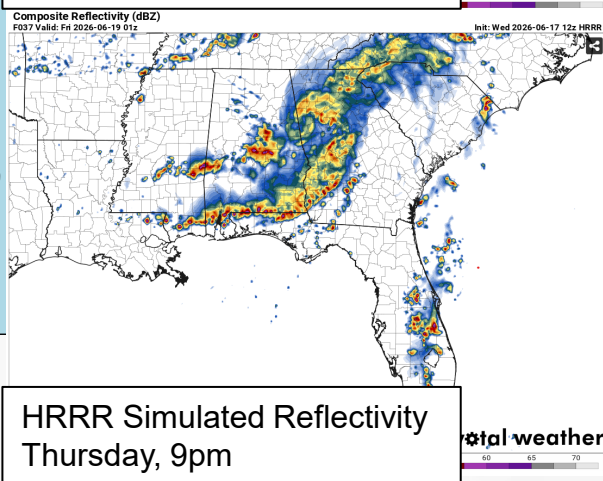 Composite Reflectivity (dBZ)
F037 Valid: Fri 2026-06-19 01z
Init: Wed 2026-06-17 12z HRRR
HRRR Simulated Reflectivity
Thursday, 9pm
tal weather
60 65 70